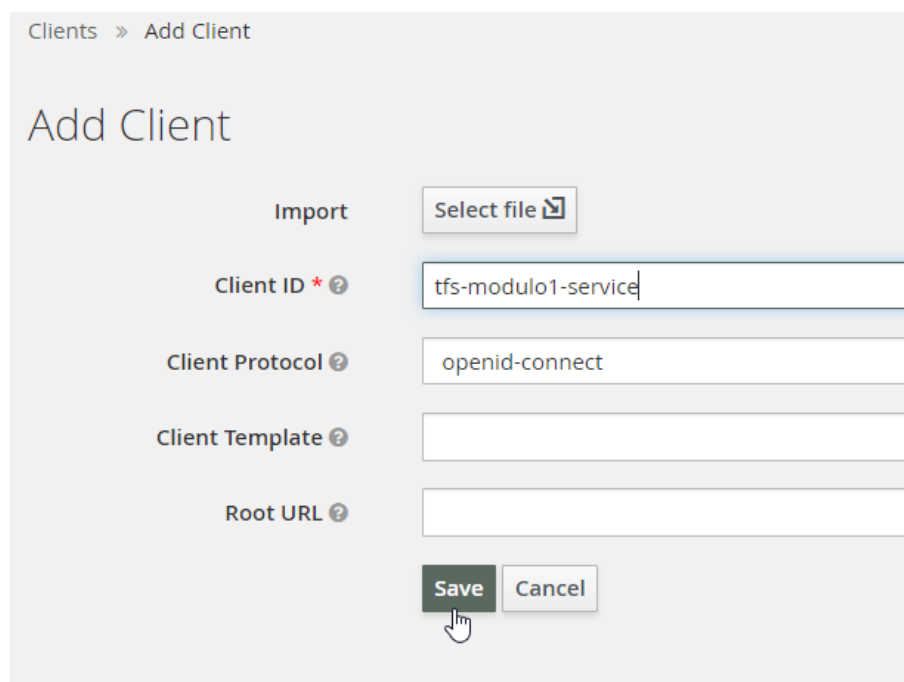 Clients » Add Client
Add Client
Import Select file
Client ID * tfs-modulo1-service
Client Protocol openid-connect
Client Template
Root URL
Save Cancel